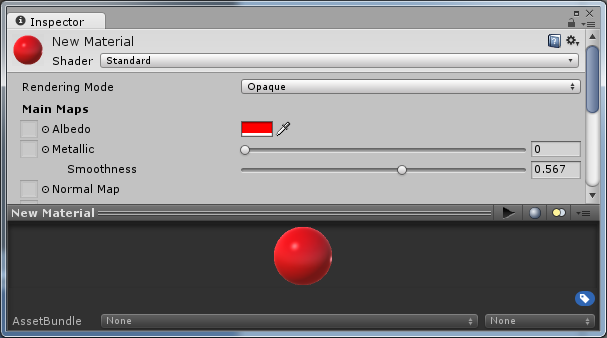 Inspector
New Material
Shader Standard
Rendering Mode Opaque
Main Maps
Albedo
Metallic 0
Smoothness 0.567
Normal Map
New Material
AssetBundle None None